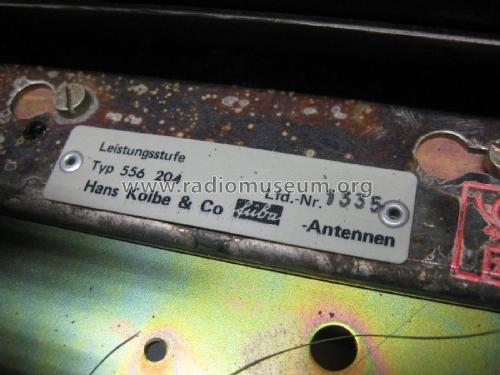 Leistungsstufe
Typ 556 204 Lfd.-Nr. 1335
Hans Kolbe & Co fuba -Antennen
www.radiomuseum.org